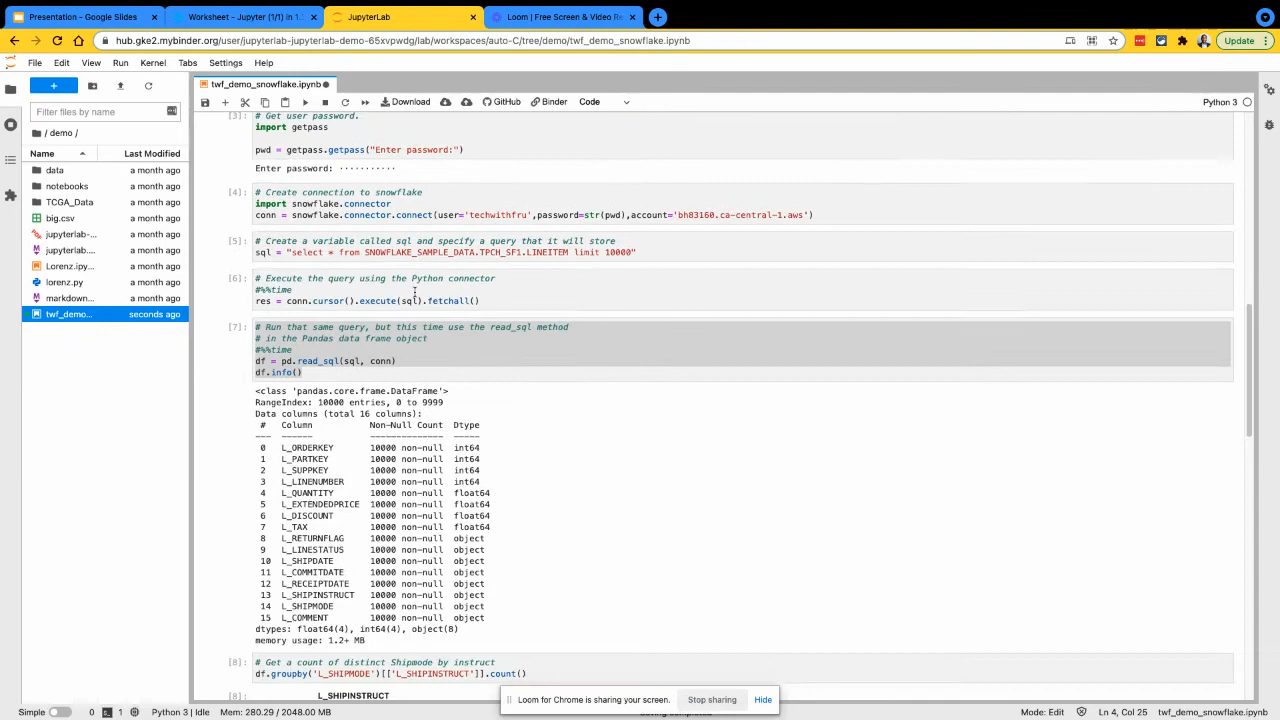 Presentation - Google Slides
Worksheet - Jupyter (1/1) in 1.
JupyterLab
Loom | Free Screen & Video Re
hub.gke2.mybinder.org/user/jupyterlab-jupyterlab-demo-65xvpwdg/lab/workspaces/auto-C/tree/demo/twf_demo_snowflake.ipynb
Update
File Edit View Run Kernel Tabs Settings Help
twf_demo_snowflake.ipynb
Download GitHub Binder Code Python 3
Filter files by name
/ demo /
Name Last Modified
data a month ago
notebooks a month ago
TCGA_Data a month ago
big.csv a month ago
jupyterlab-... a month ago
jupyterlab.... a month ago
Lorenz.ipy... a month ago
lorenz.py a month ago
markdown... a month ago
twf_demo... seconds ago
[3]: # Get user password.
import getpass
pwd = getpass.getpass("Enter password:")
Enter password: ···········
[4]: # Create connection to snowflake
import snowflake.connector
conn = snowflake.connector.connect(user='techwithfru',password=str(pwd),account='bh83160.ca-central-1.aws')
[5]: # Create a variable called sql and specify a query that it will store
sql = "select * from SNOWFLAKE_SAMPLE_DATA.TPCH_SF1.LINEITEM limit 10000"
[6]: # Execute the query using the Python connector
#%%time
res = conn.cursor().execute(sql).fetchall()
[7]: # Run that same query, but this time use the read_sql method
# in the Pandas data frame object
#%%time
df = pd.read_sql(sql, conn)
df.info()
<class 'pandas.core.frame.DataFrame'>
RangeIndex: 10000 entries, 0 to 9999
Data columns (total 16 columns):
# Column Non-Null Count Dtype
--- ------ -------------- -----
0 L_ORDERKEY 10000 non-null int64
1 L_PARTKEY 10000 non-null int64
2 L_SUPPKEY 10000 non-null int64
3 L_LINENUMBER 10000 non-null int64
4 L_QUANTITY 10000 non-null float64
5 L_EXTENDEDPRICE 10000 non-null float64
6 L_DISCOUNT 10000 non-null float64
7 L_TAX 10000 non-null float64
8 L_RETURNFLAG 10000 non-null object
9 L_LINESTATUS 10000 non-null object
10 L_SHIPDATE 10000 non-null object
11 L_COMMITDATE 10000 non-null object
12 L_RECEIPTDATE 10000 non-null object
13 L_SHIPINSTRUCT 10000 non-null object
14 L_SHIPMODE 10000 non-null object
15 L_COMMENT 10000 non-null object
dtypes: float64(4), int64(4), object(8)
memory usage: 1.2+ MB
[8]: # Get a count of distinct Shipmode by instruct
df.groupby('L_SHIPMODE')[['L_SHIPINSTRUCT']].count()
[8]: L_SHIPINSTRUCT
Loom for Chrome is sharing your screen. Stop sharing Hide
Simple 0 1 Python 3 | Idle Mem: 280.29 / 2048.00 MB Mode: Edit Ln 4, Col 25 twf_demo_snowflake.ipynb